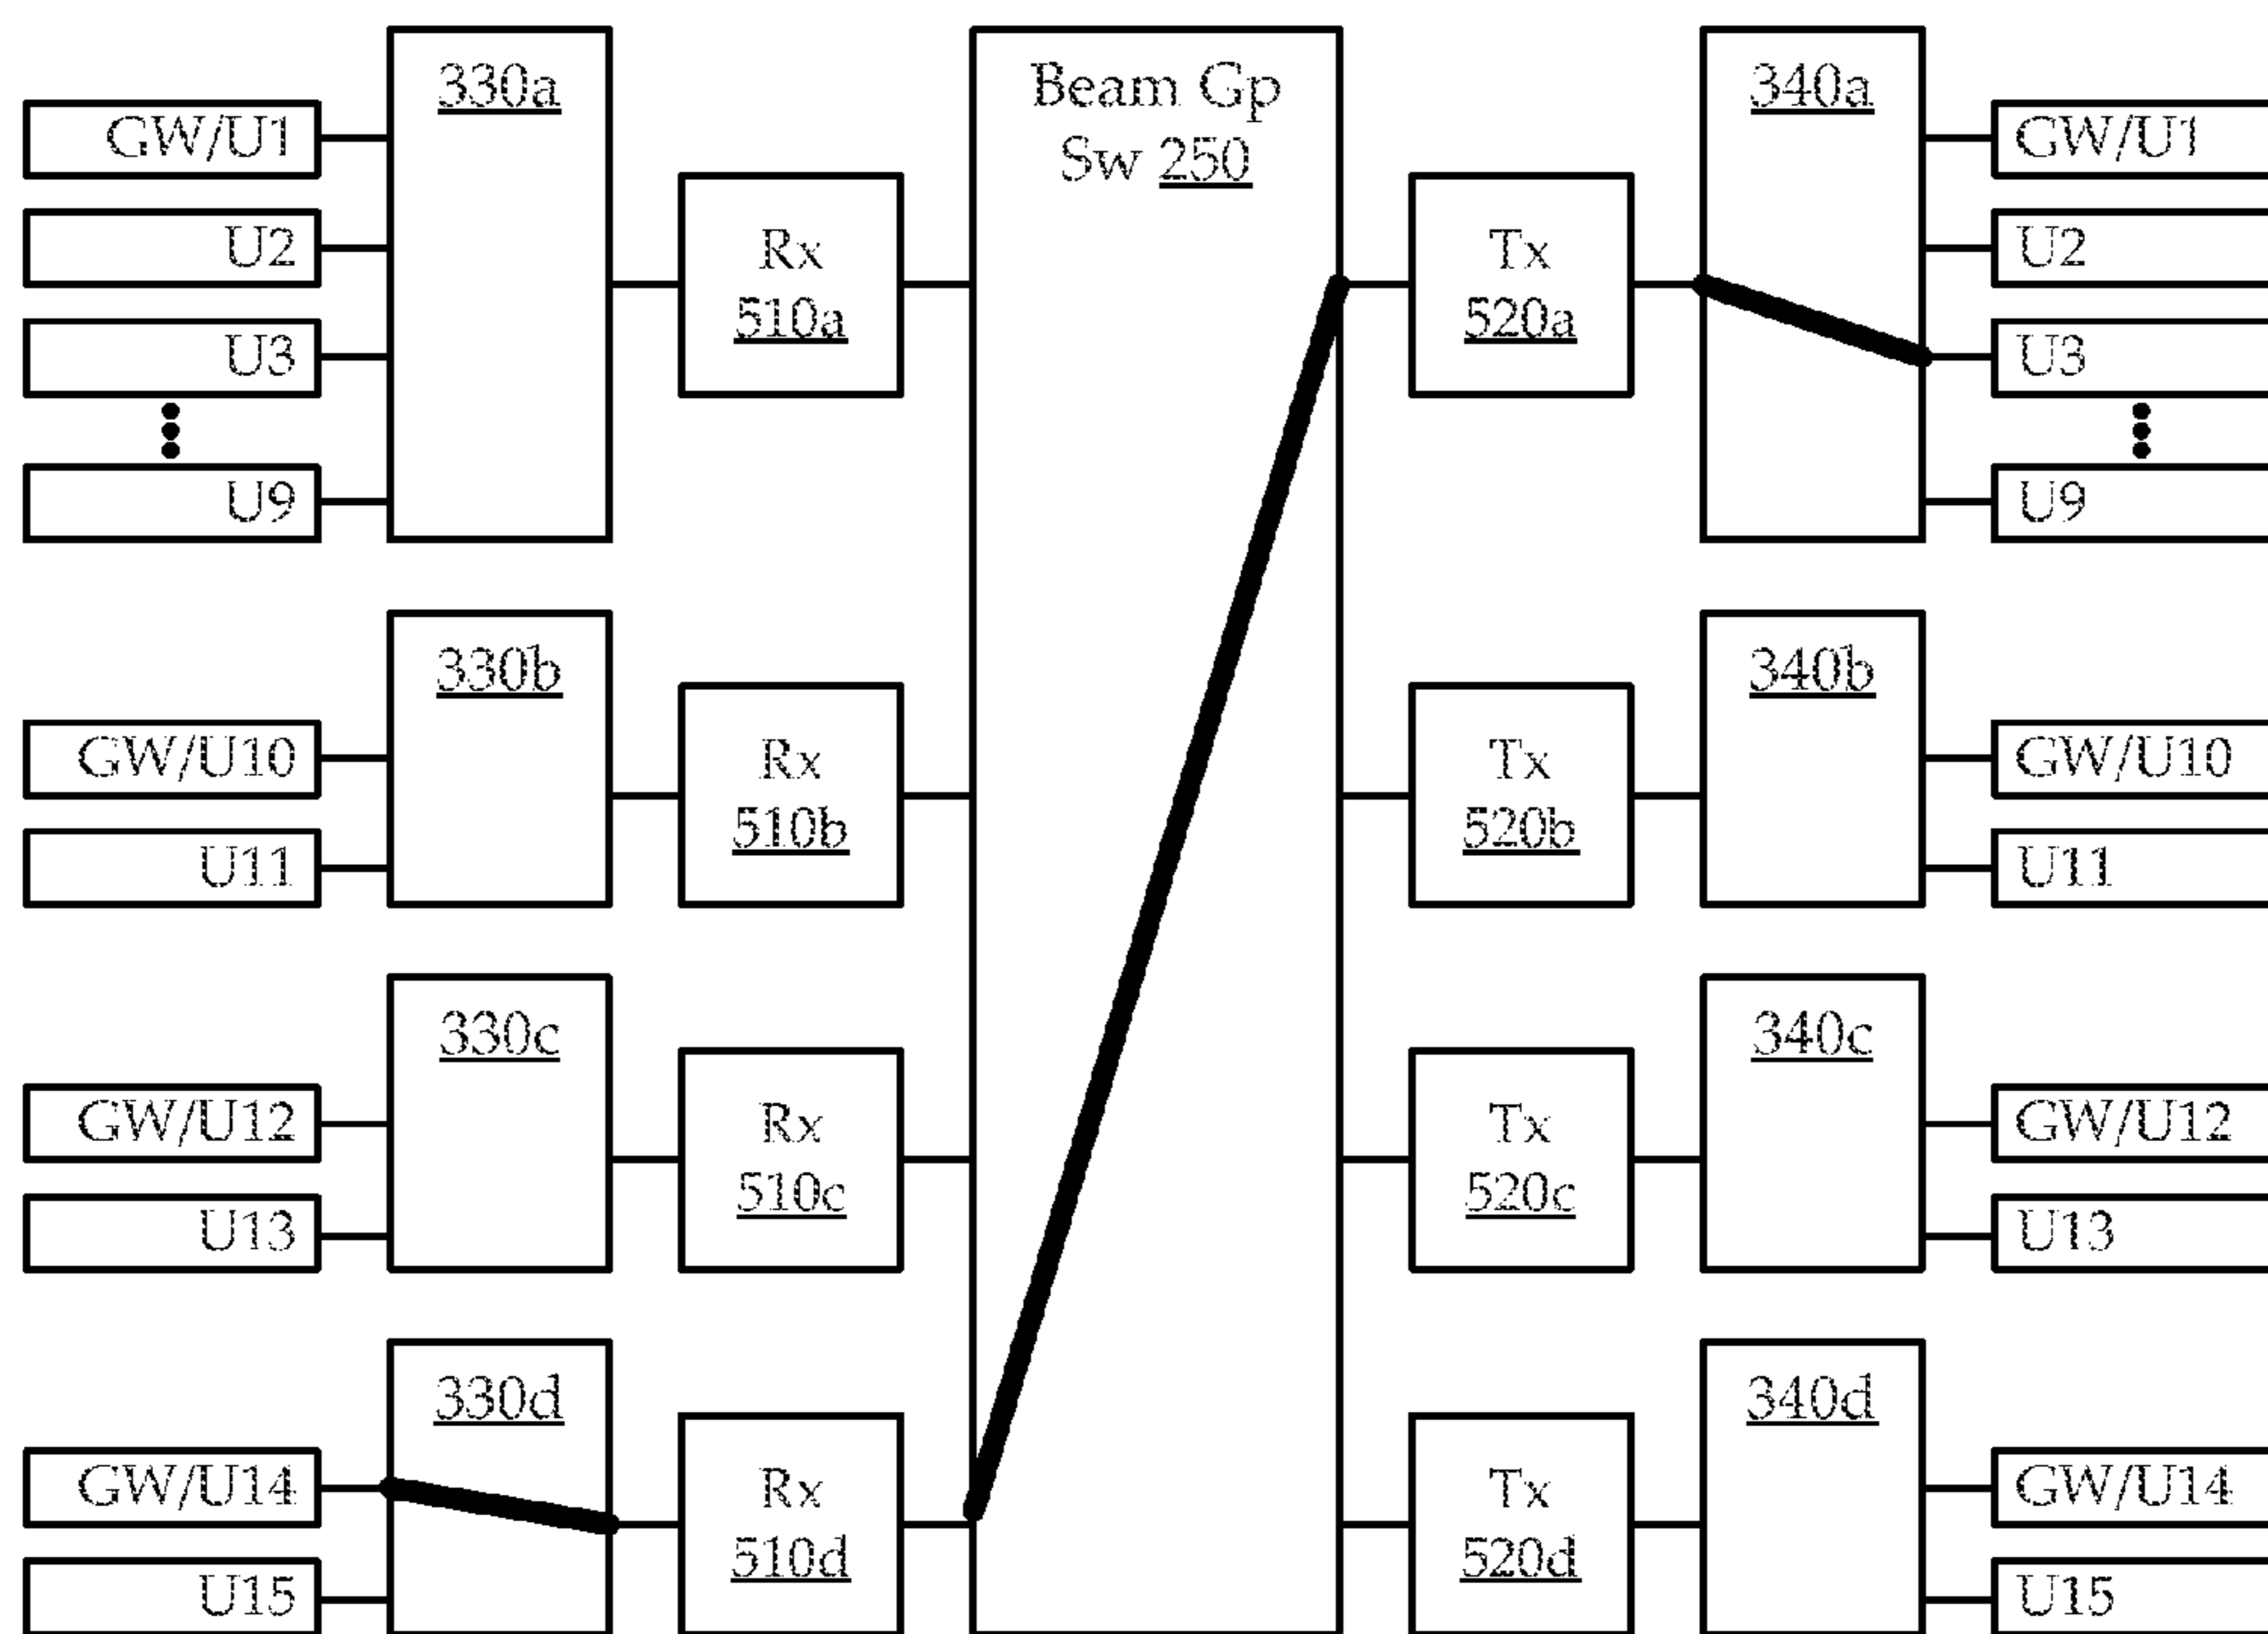 330a
Beam Gp
Sw 250
340a
GW/U1
GW/U1
U2
Rx
510a
Tx
520a
U2
U3
U3
U9
U9
330b
340b
GW/U10
Rx
510b
Tx
520b
GW/U10
U11
U11
330c
340c
GW/U12
Rx
510c
Tx
520c
GW/U12
U13
U13
330d
340d
GW/U14
Rx
510d
Tx
520d
GW/U14
U15
U15